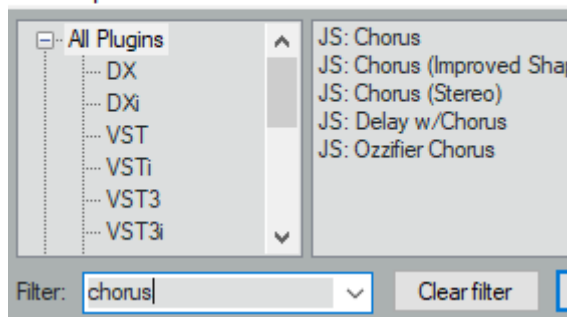 All Plugins
DX
DXi
VST
VSTi
VST3
VST3i
JS: Chorus
JS: Chorus (Improved
JS: Chorus (Stereo)
JS: Delay w/Chorus
JS: Ozzifier Chorus
Filter: chorus
Clear filter